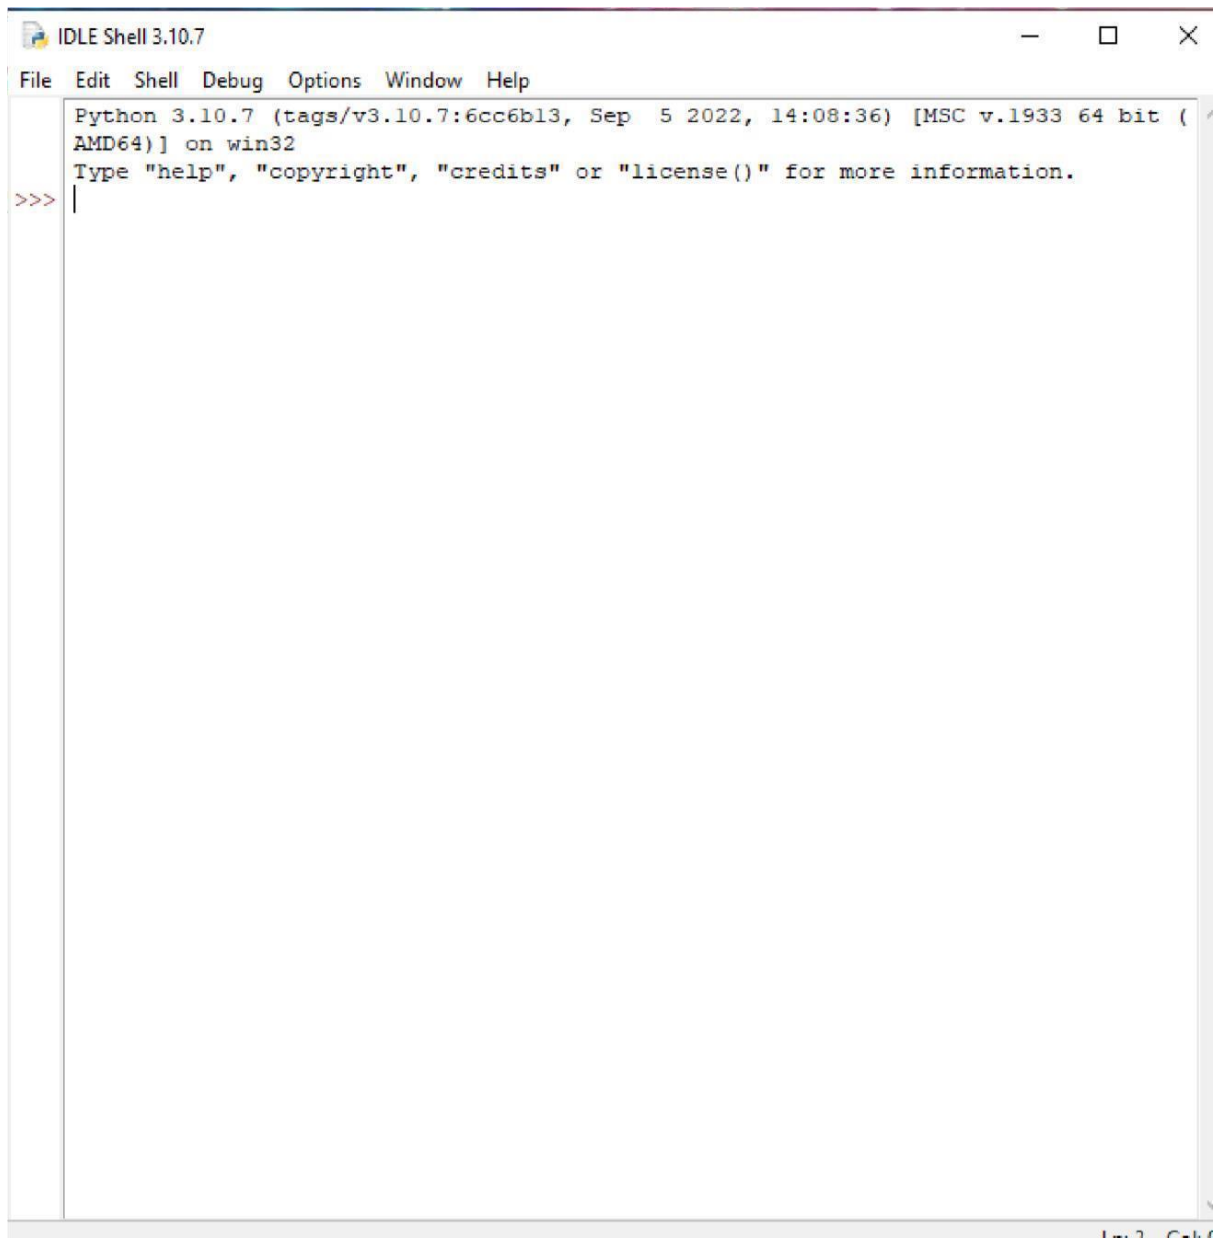 IDLE Shell 3.10.7
File Edit Shell Debug Options Window Help
Python 3.10.7 (tags/v3.10.7:6cc6b13, Sep  5 2022, 14:08:36) [MSC v.1933 64 bit (
AMD64)] on win32
Type "help", "copyright", "credits" or "license()" for more information.
>>>